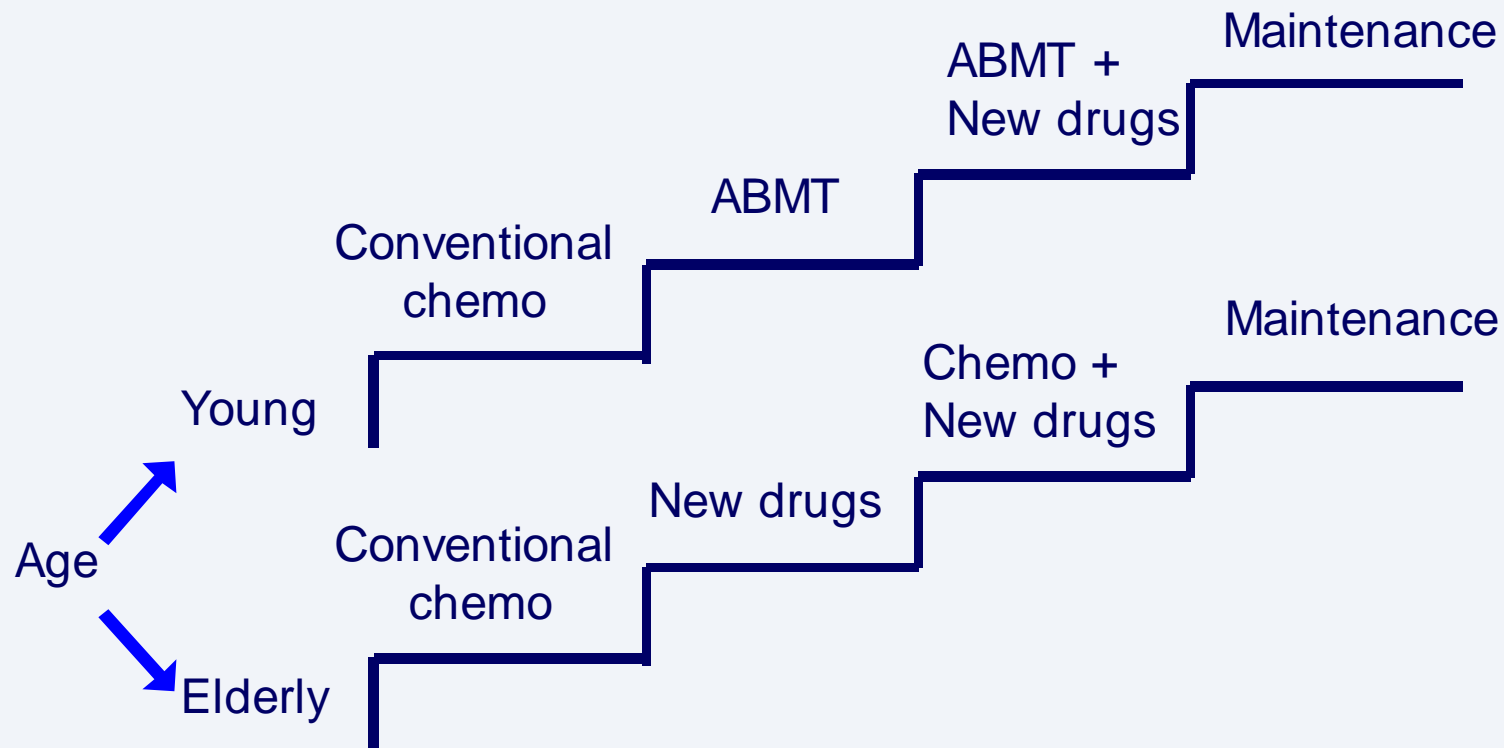 Maintenance
ABMT +
New drugs
ABMT
Conventional
chemo
Young
Maintenance
Chemo +
New drugs
New drugs
Conventional
chemo
Age
Elderly